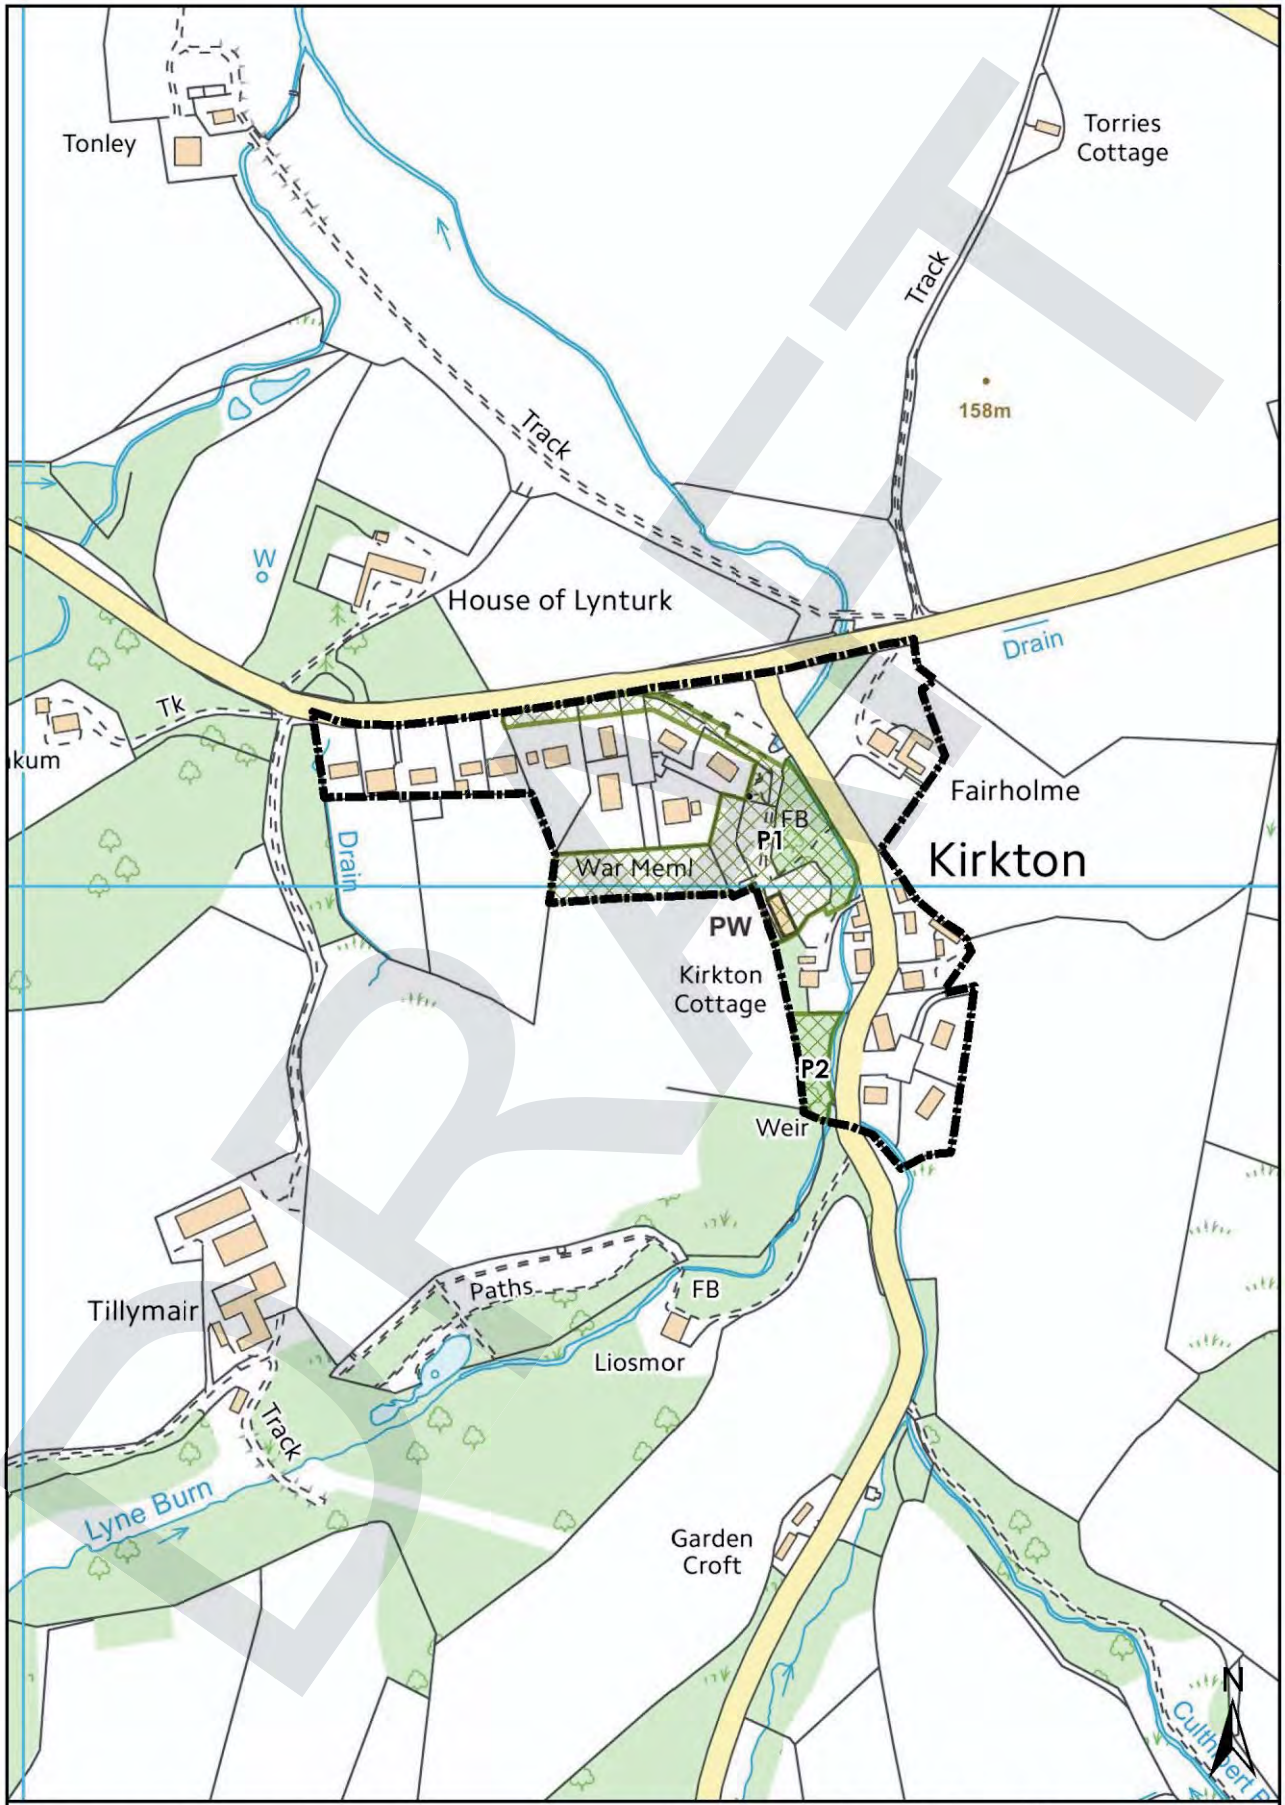 Tonley
Torries
Cottage
Track
158m
Track
W
House of Lynturk
Drain
Tk
kum
Fairholme
FB
P1
Drain
War Meml
Kirkton
PW
Kirkton
Cottage
P2
Weir
Paths
FB
Tillymair
Liosmor
Track
Lyne Burn
Garden
Croft
N
DRAFT